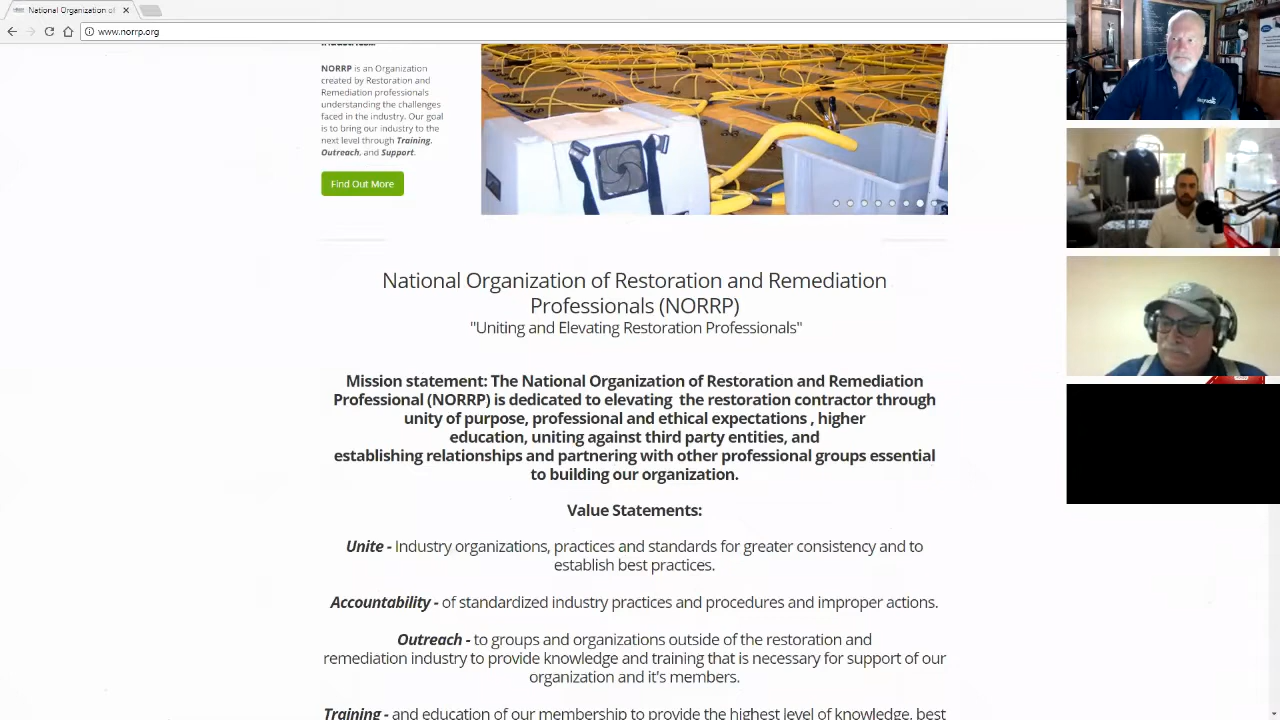 National Organization of
www.norrp.org
NORRP is an Organization
created by Restoration and
Remediation professionals
understanding the challenges
faced in the industry. Our goal
is to bring our industry to the
next level through Training,
Outreach, and Support.
Find Out More
National Organization of Restoration and Remediation
Professionals (NORRP)
"Uniting and Elevating Restoration Professionals"
Mission statement: The National Organization of Restoration and Remediation
Professional (NORRP) is dedicated to elevating the restoration contractor through
unity of purpose, professional and ethical expectations , higher
education, uniting against third party entities, and
establishing relationships and partnering with other professional groups essential
to building our organization.
Value Statements:
Unite - Industry organizations, practices and standards for greater consistency and to
establish best practices.
Accountability - of standardized industry practices and procedures and improper actions.
Outreach - to groups and organizations outside of the restoration and
remediation industry to provide knowledge and training that is necessary for support of our
organization and it's members.
Training - and education of our membership to provide the highest level of knowledge, best